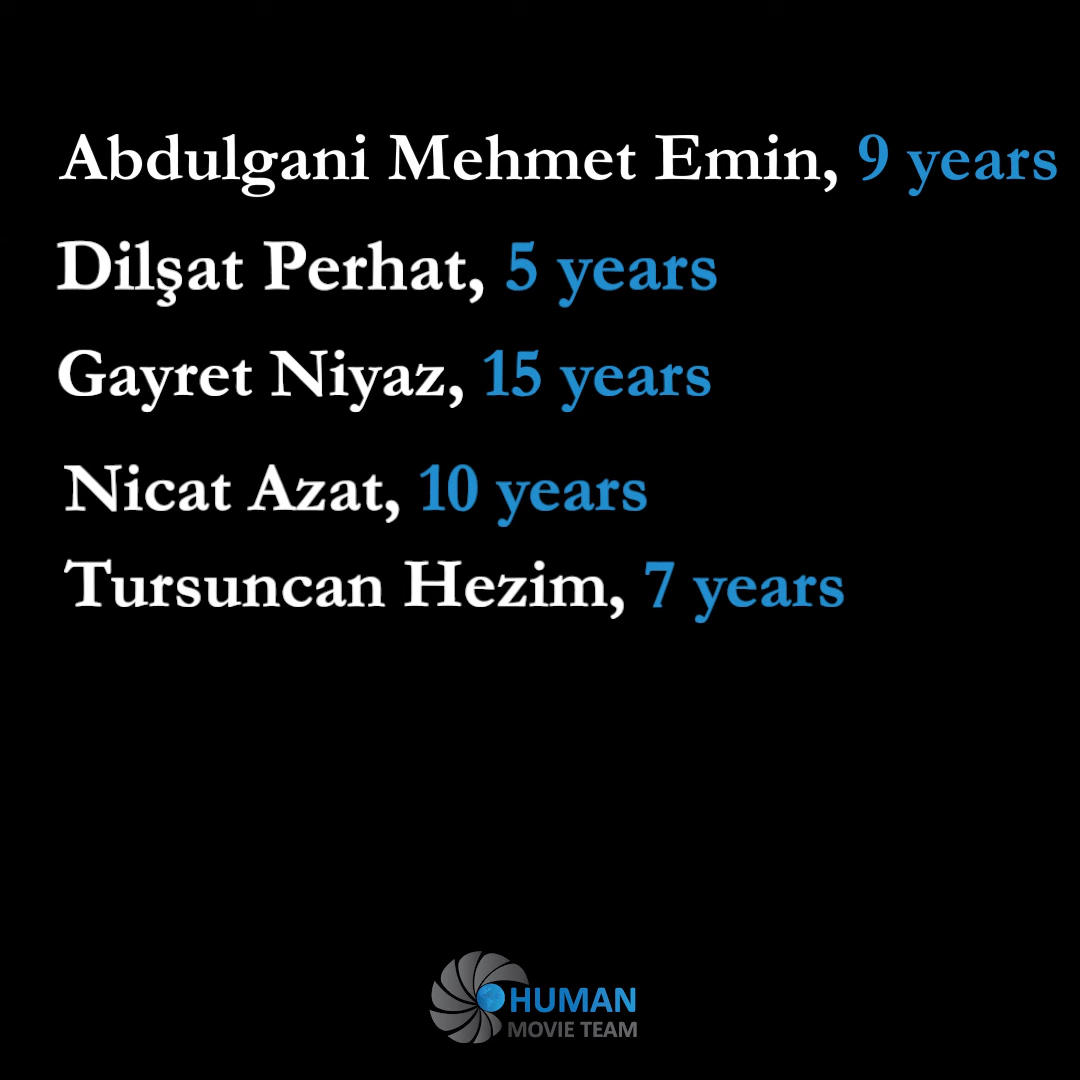 Abdulgani Mehmet Emin, 9 years
Dilşat Perhat, 5 years
Gayret Niyaz, 15 years
Nicat Azat, 10 years
Tursuncan Hezim, 7 years
HUMAN
MOVIE TEAM